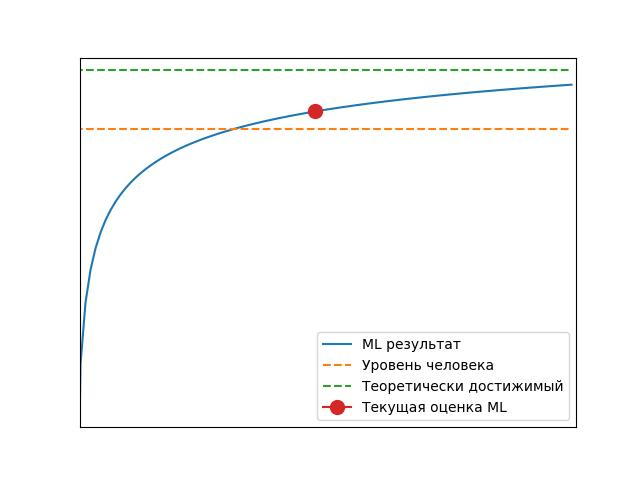 ML результат
Уровень человека
Теоретически достижимый
Текущая оценка ML